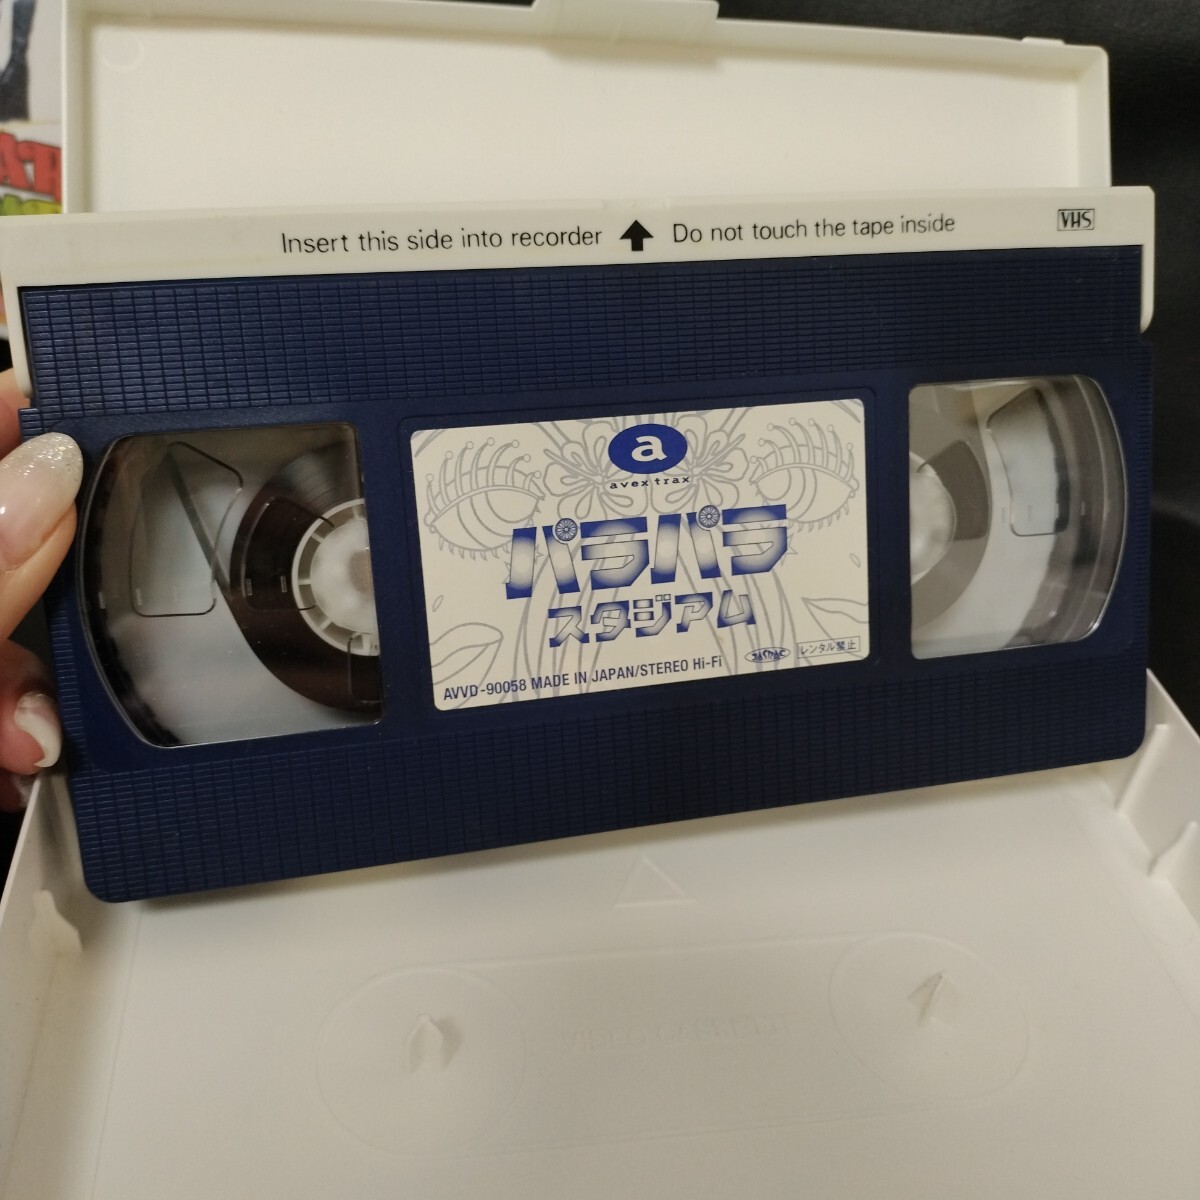 Insert this side into recorder Do not touch the tape inside VHS
a
avex trax
パラパラ
スタジアム
JASRAC レンタル禁止
AVVD-90058 MADE IN JAPAN/STEREO Hi-Fi